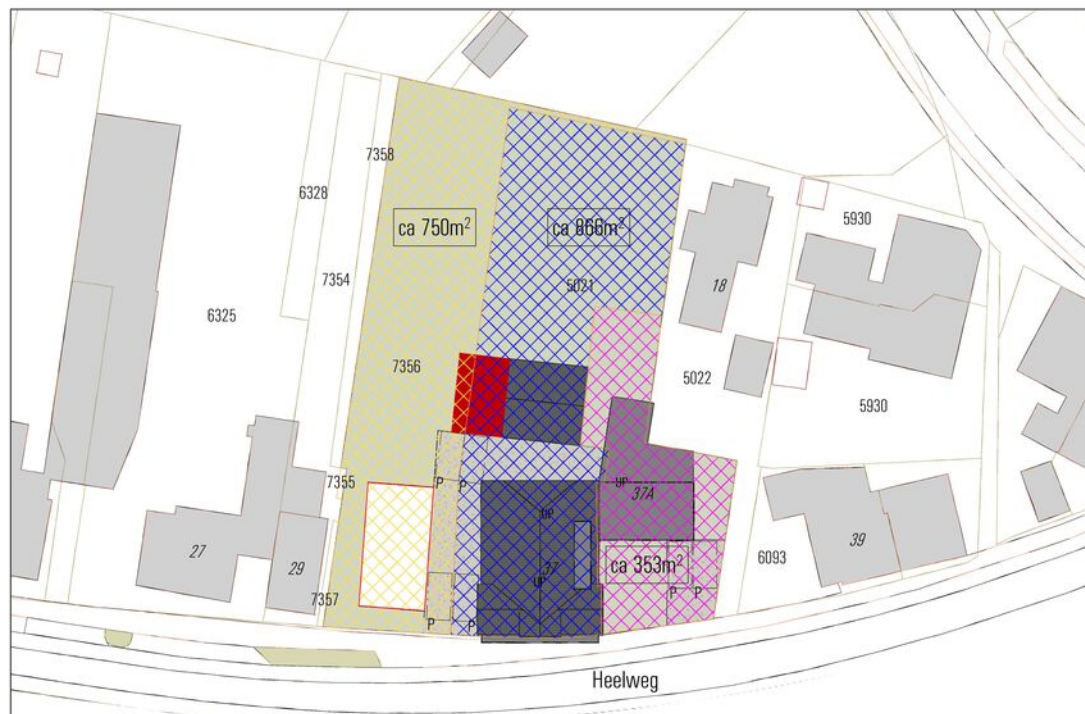 7358
6328
ca 750m²
ca 866m²
5930
7354
5021
18
6325
7356
5022
5930
7355
P
P
UP
37A
UP
37
UP
27
29
ca 353m²
6093
39
7357
P
P
P
P
Heelweg